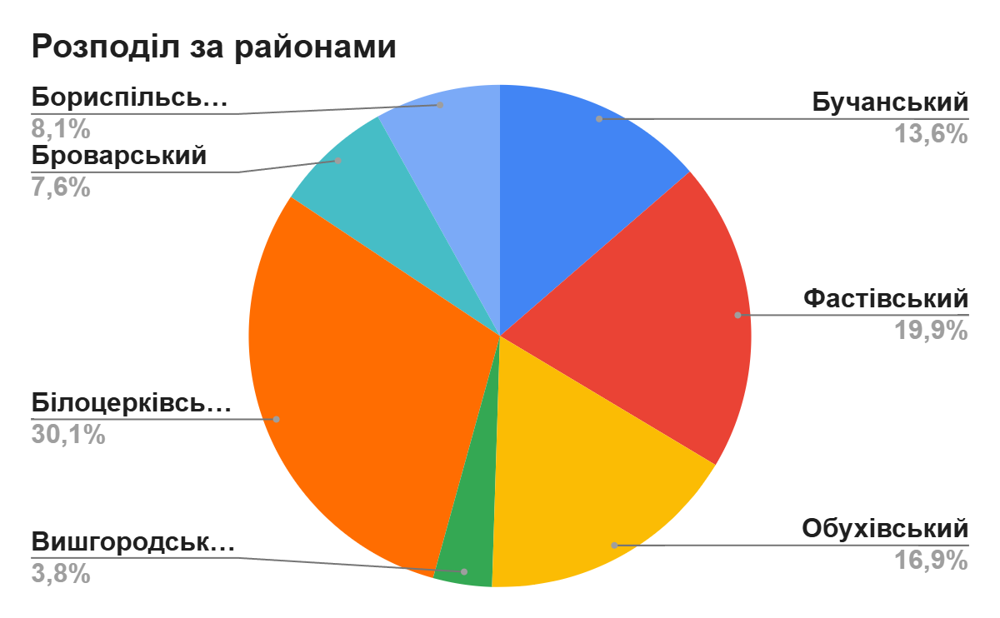 Розподіл за районами
Бориспільсь…
8,1%
Броварський
7,6%
Білоцерківсь…
30,1%
Вишгородськ…
3,8%
Бучанський
13,6%
Фастівський
19,9%
Обухівський
16,9%